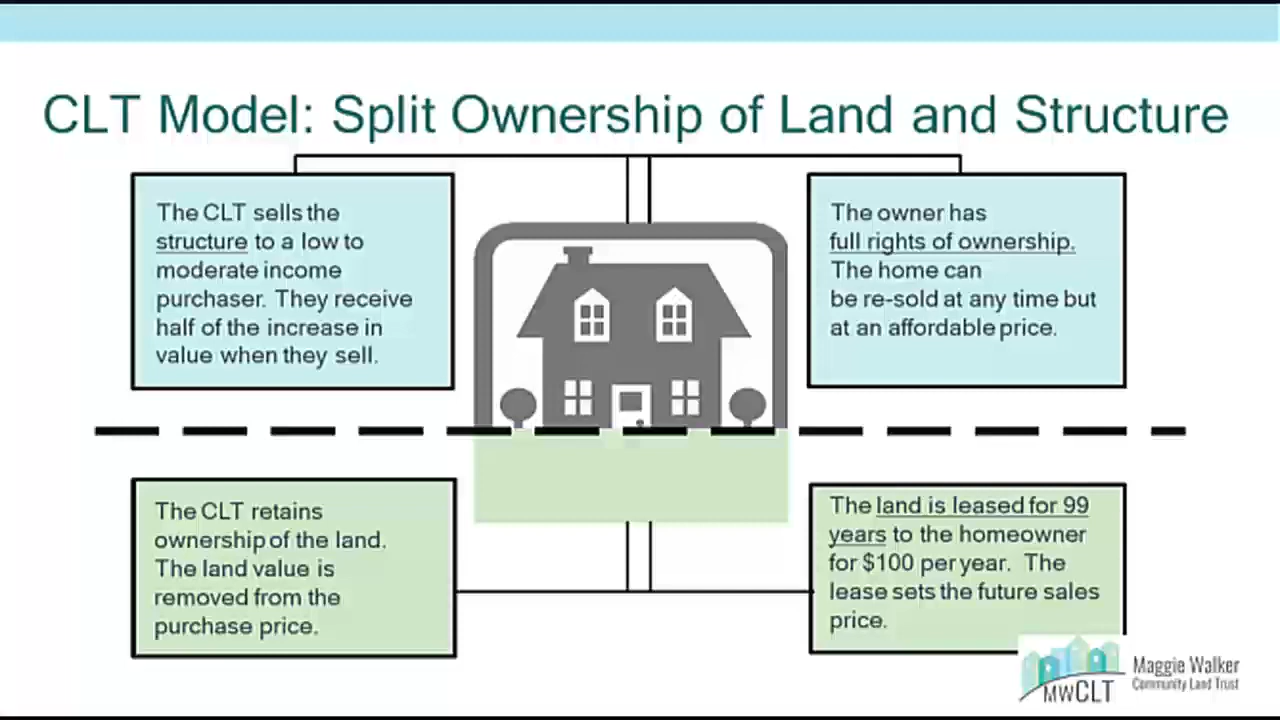 CLT Model: Split Ownership of Land and Structure
The CLT sells the
structure to a low to
moderate income
purchaser. They receive
half of the increase in
value when they sell.
The owner has
full rights of ownership.
The home can
be re-sold at any time but
at an affordable price.
The CLT retains
ownership of the land.
The land value is
removed from the
purchase price.
The land is leased for 99
years to the homeowner
for $100 per year. The
lease sets the future sales
price.
MWCLT
Maggie Walker
Community Land Trust